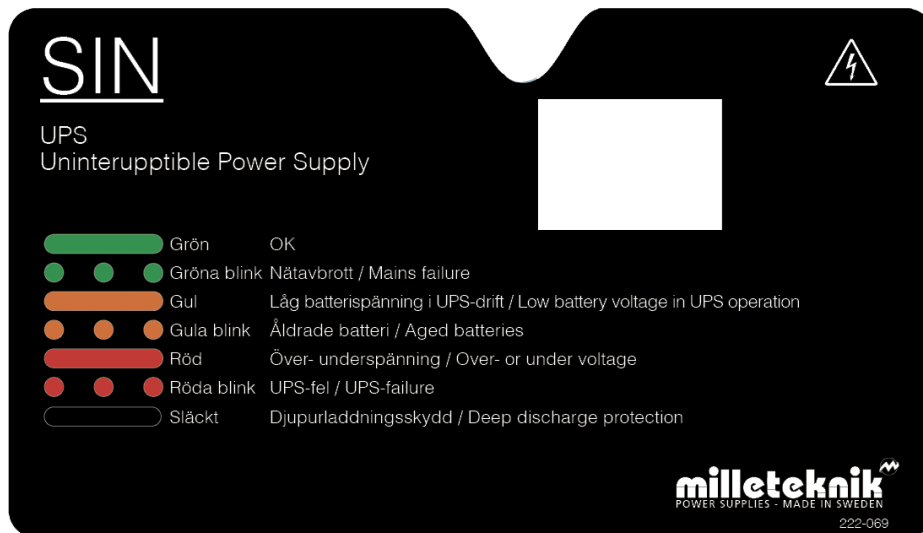 SIN
UPS
Uninterupptible Power Supply
Grön OK
Gröna blink Nätavbrott / Mains failure
Gul Låg batterispänning i UPS-drift / Low battery voltage in UPS operation
Gula blink Åldrade batteri / Aged batteries
Röd Över- underspänning / Over- or under voltage
Röda blink UPS-fel / UPS-failure
Släckt Djupurladdningsskydd / Deep discharge protection
milleteknik
POWER SUPPLIES - MADE IN SWEDEN
222-069